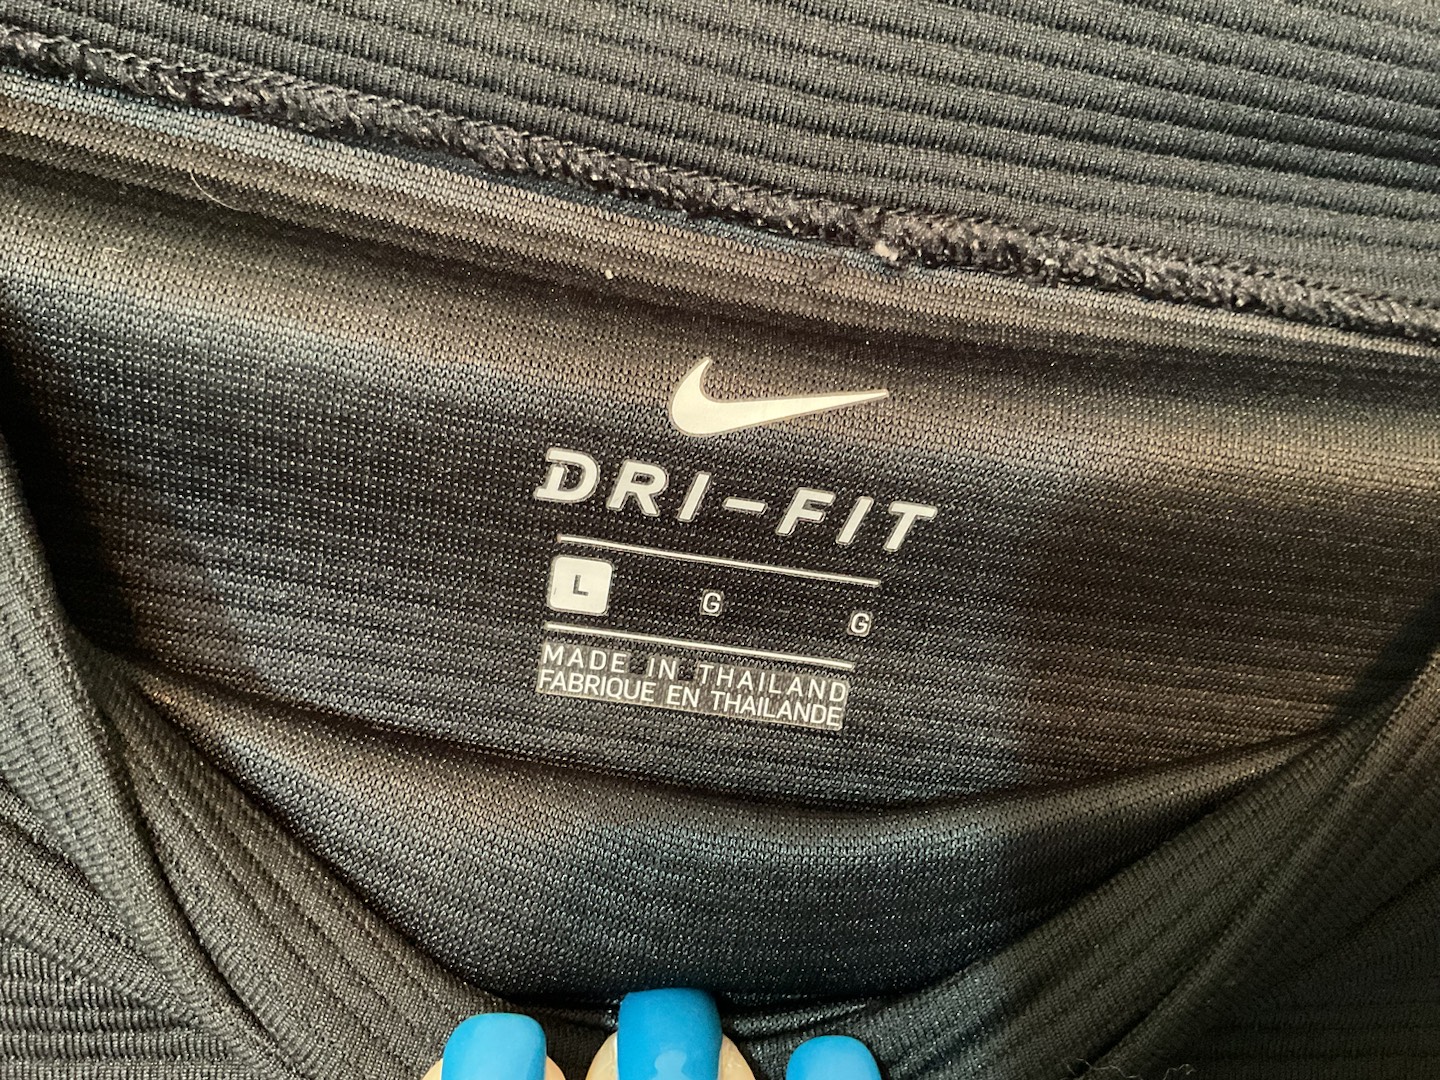 DRI-FIT
L G G
MADE IN THAILAND
FABRIQUE EN THAILANDE